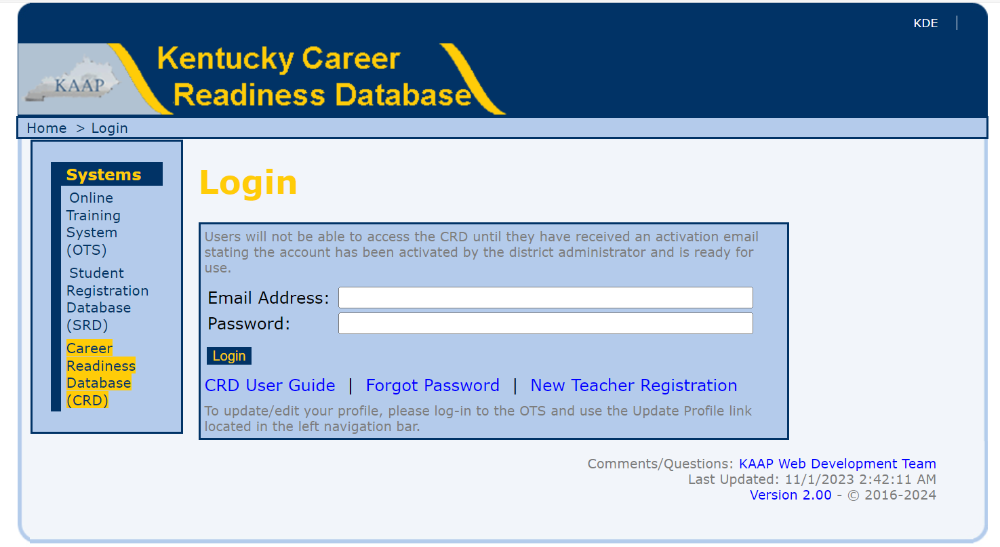 KDE
KAAP
Kentucky Career
Readiness Database
Home > Login
Systems
Online
Training
System
(OTS)
Student
Registration
Database
(SRD)
Career
Readiness
Database
(CRD)
Login
Users will not be able to access the CRD until they have received an activation email
stating the account has been activated by the district administrator and is ready for
use.
Email Address:
Password:
Login
CRD User Guide | Forgot Password | New Teacher Registration
To update/edit your profile, please log-in to the OTS and use the Update Profile link
located in the left navigation bar.
Comments/Questions: KAAP Web Development Team
Last Updated: 11/1/2023 2:42:11 AM
Version 2.00 - © 2016-2024